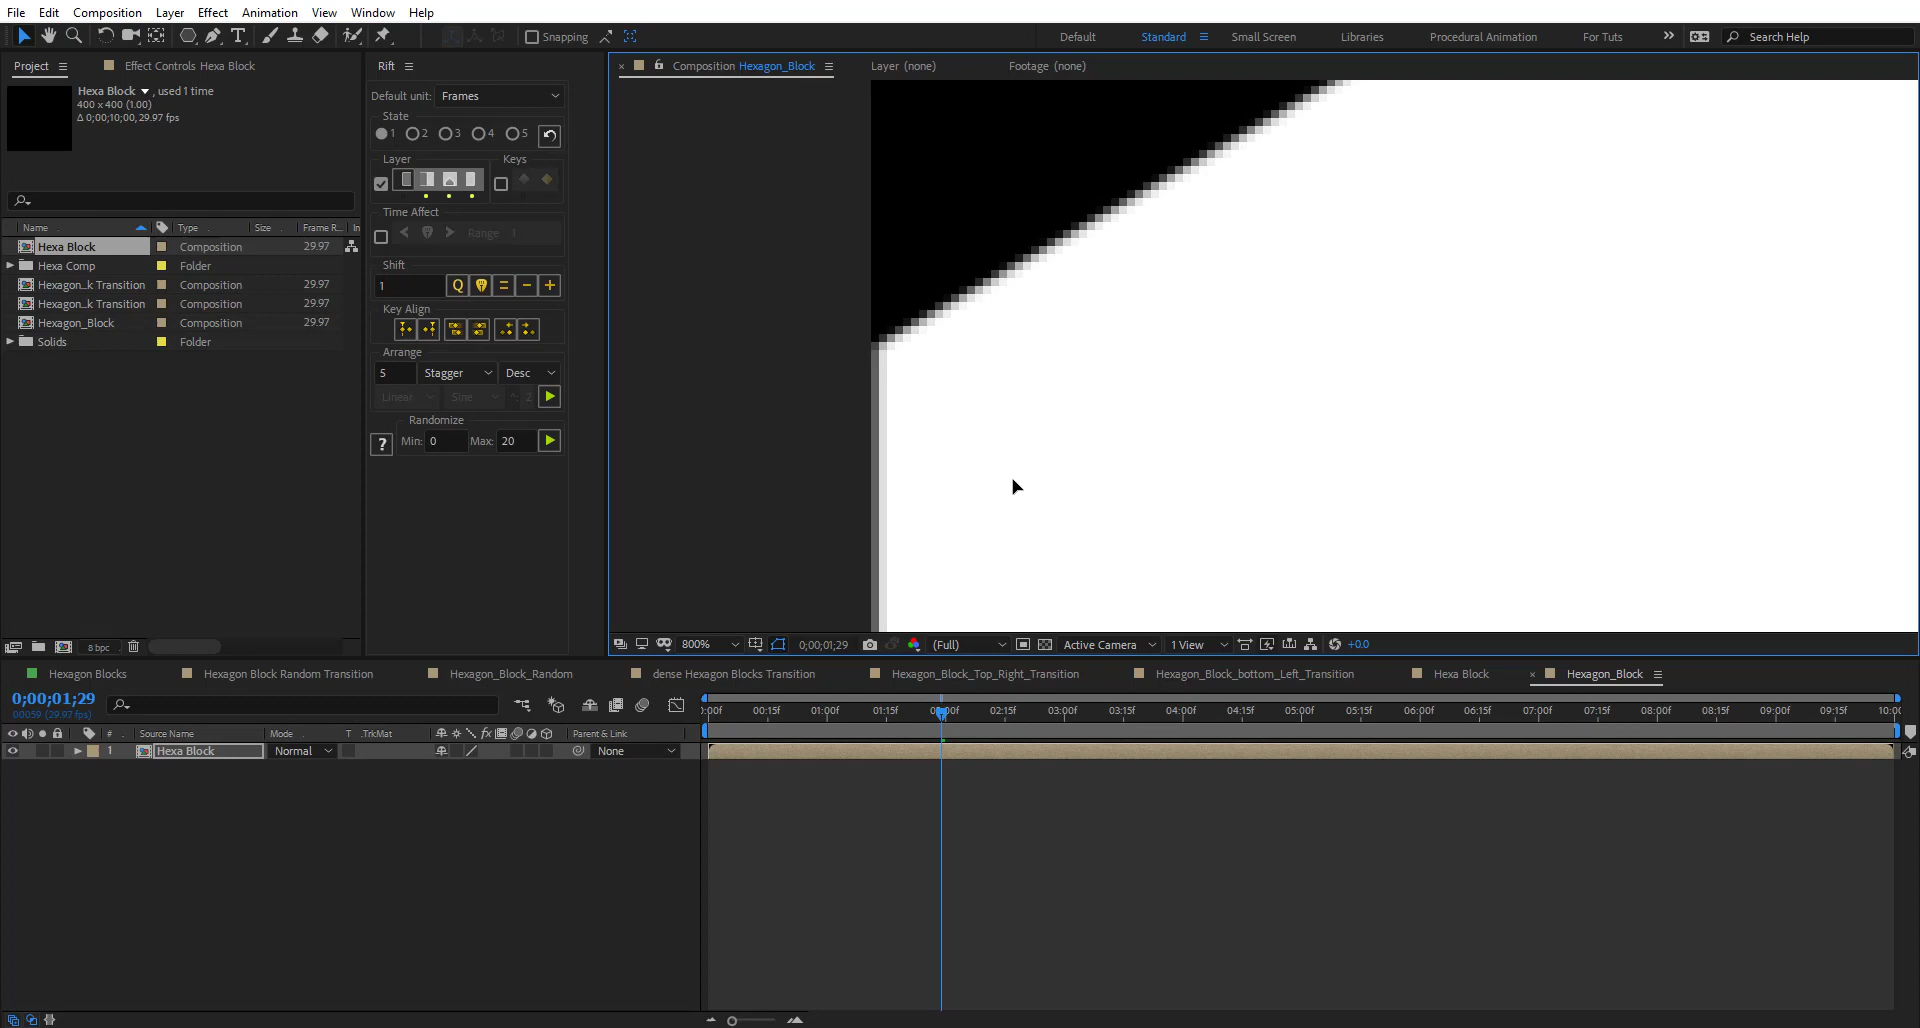 File Edit Composition Layer Effect Animation View Window Help
Snapping Default Standard Small Screen Libraries Procedural Animation For Tuts Search Help
Project Effect Controls Hexa Block Rift Composition Hexagon_Block Layer (none) Footage (none)
Hexa Block , used 1 time
400 x 400 (1.00)
Δ 0;00;10;00, 29.97 fps
Default unit: Frames
State
1 2 3 4 5
Layer Keys
Time Affect
Range 1
Shift
1 Q
Key Align
Arrange
5 Stagger Desc
Linear Sine 2
Randomize
? Min: 0 Max: 20
Name Type Size Frame R... In
Hexa Block Composition 29.97
Hexa Comp Folder
Hexagon_k Transition Composition 29.97
Hexagon_k Transition Composition 29.97
Hexagon_Block Composition 29.97
Solids Folder
8 bpc
800% 0;00;01;29 (Full) Active Camera 1 View +0.0
Hexagon Blocks Hexagon Block Random Transition Hexagon_Block_Random dense Hexagon Blocks Transition Hexagon_Block_Top_Right_Transition Hexagon_Block_bottom_Left_Transition Hexa Block Hexagon_Block
0;00;01;29
00059 (29.97 fps)
:00f 00:15f 01:00f 01:15f 02:00f 02:15f 03:00f 03:15f 04:00f 04:15f 05:00f 05:15f 06:00f 06:15f 07:00f 07:15f 08:00f 08:15f 09:00f 09:15f 10:00
# Source Name Mode T .TrkMat fx Parent & Link
1 Hexa Block Normal None